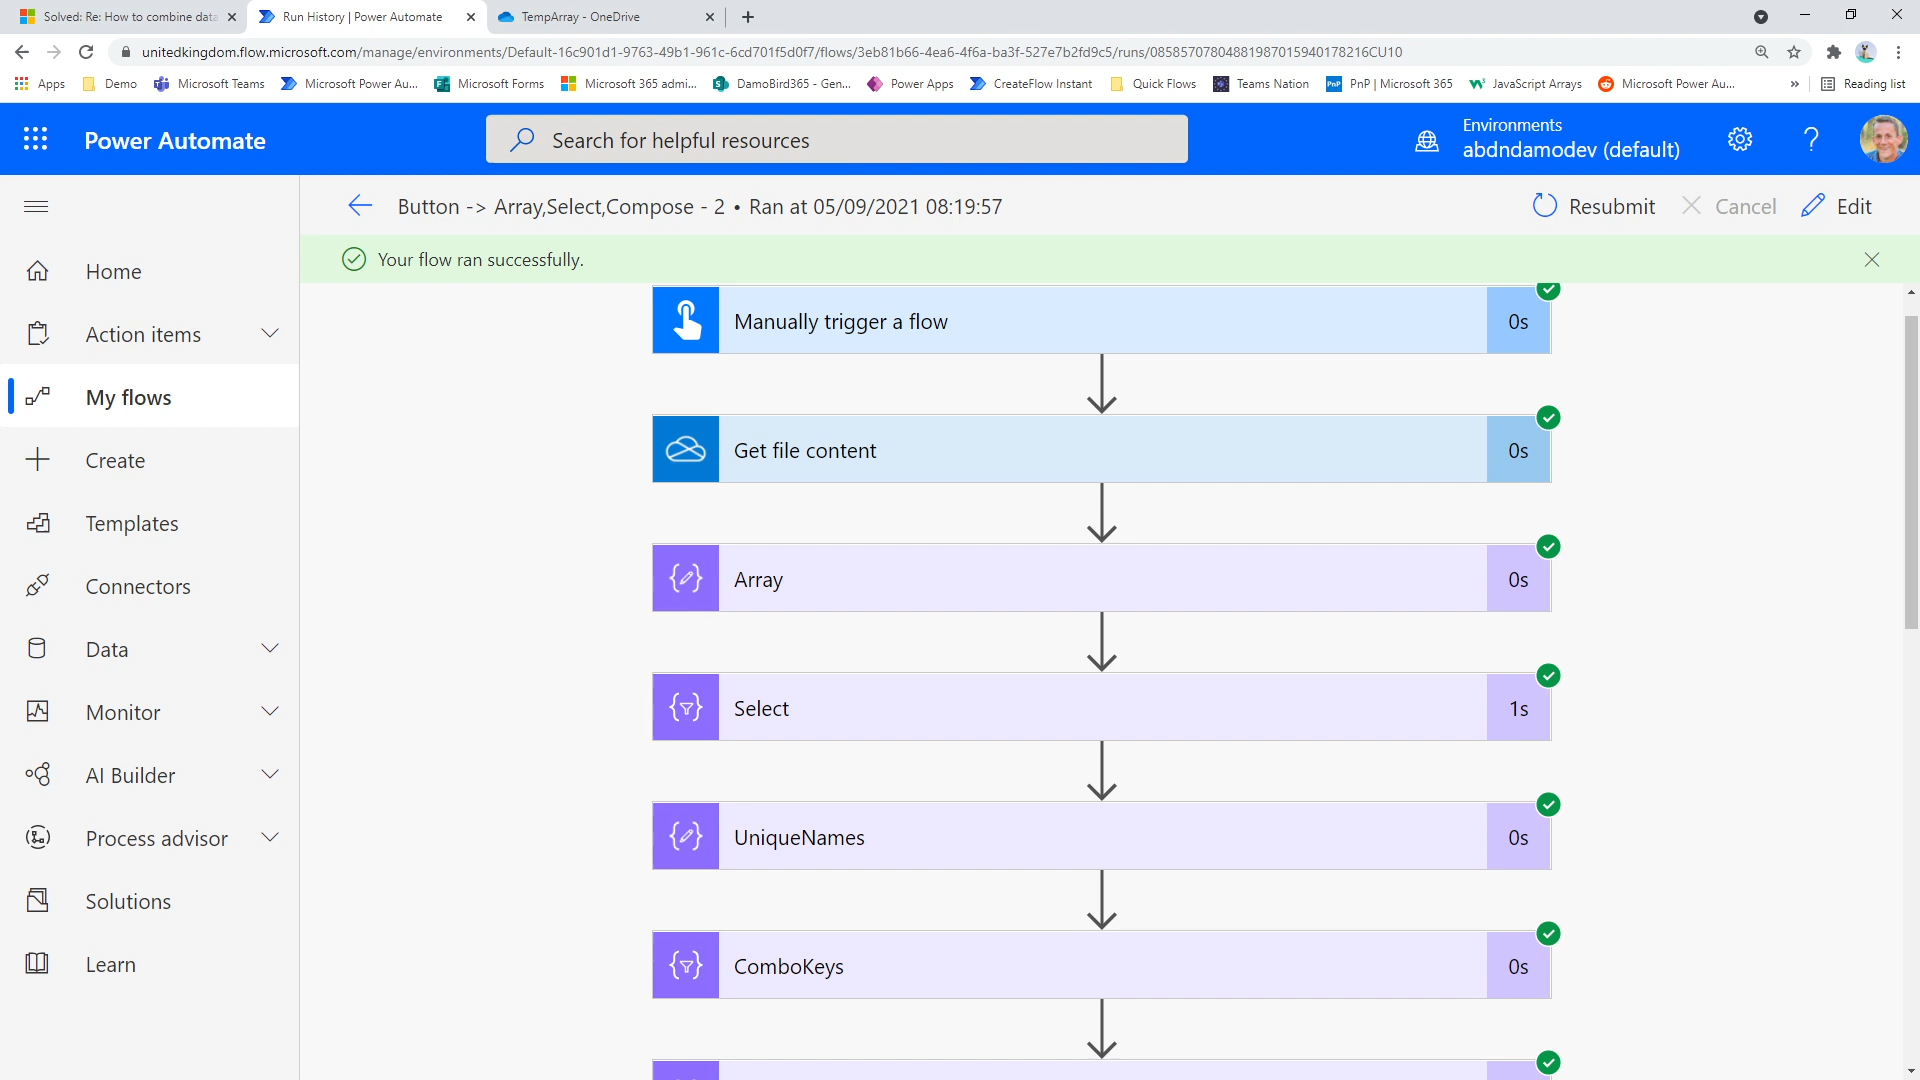 Solved: Re: How to combine data
Run History | Power Automate
TempArray - OneDrive
unitedkingdom.flow.microsoft.com/manage/environments/Default-16c901d1-9763-49b1-961c-6cd701f5d0f7/flows/3eb81b66-4ea6-4f6a-ba3f-527e7b2fd9c5/runs/08585707804881987015940178216CU10
Apps
Demo
Microsoft Teams
Microsoft Power Au...
Microsoft Forms
Microsoft 365 admi...
DamoBird365 - Gen...
Power Apps
CreateFlow Instant
Quick Flows
Teams Nation
PnP | Microsoft 365
JavaScript Arrays
Microsoft Power Au...
»
Reading list
Power Automate
Search for helpful resources
Environments
abdndamodev (default)
Button -> Array,Select,Compose - 2 • Ran at 05/09/2021 08:19:57
Resubmit
Cancel
Edit
Your flow ran successfully.
Home
Action items
My flows
Create
Templates
Connectors
Data
Monitor
AI Builder
Process advisor
Solutions
Learn
Manually trigger a flow 0s
Get file content 0s
Array 0s
Select 1s
UniqueNames 0s
ComboKeys 0s